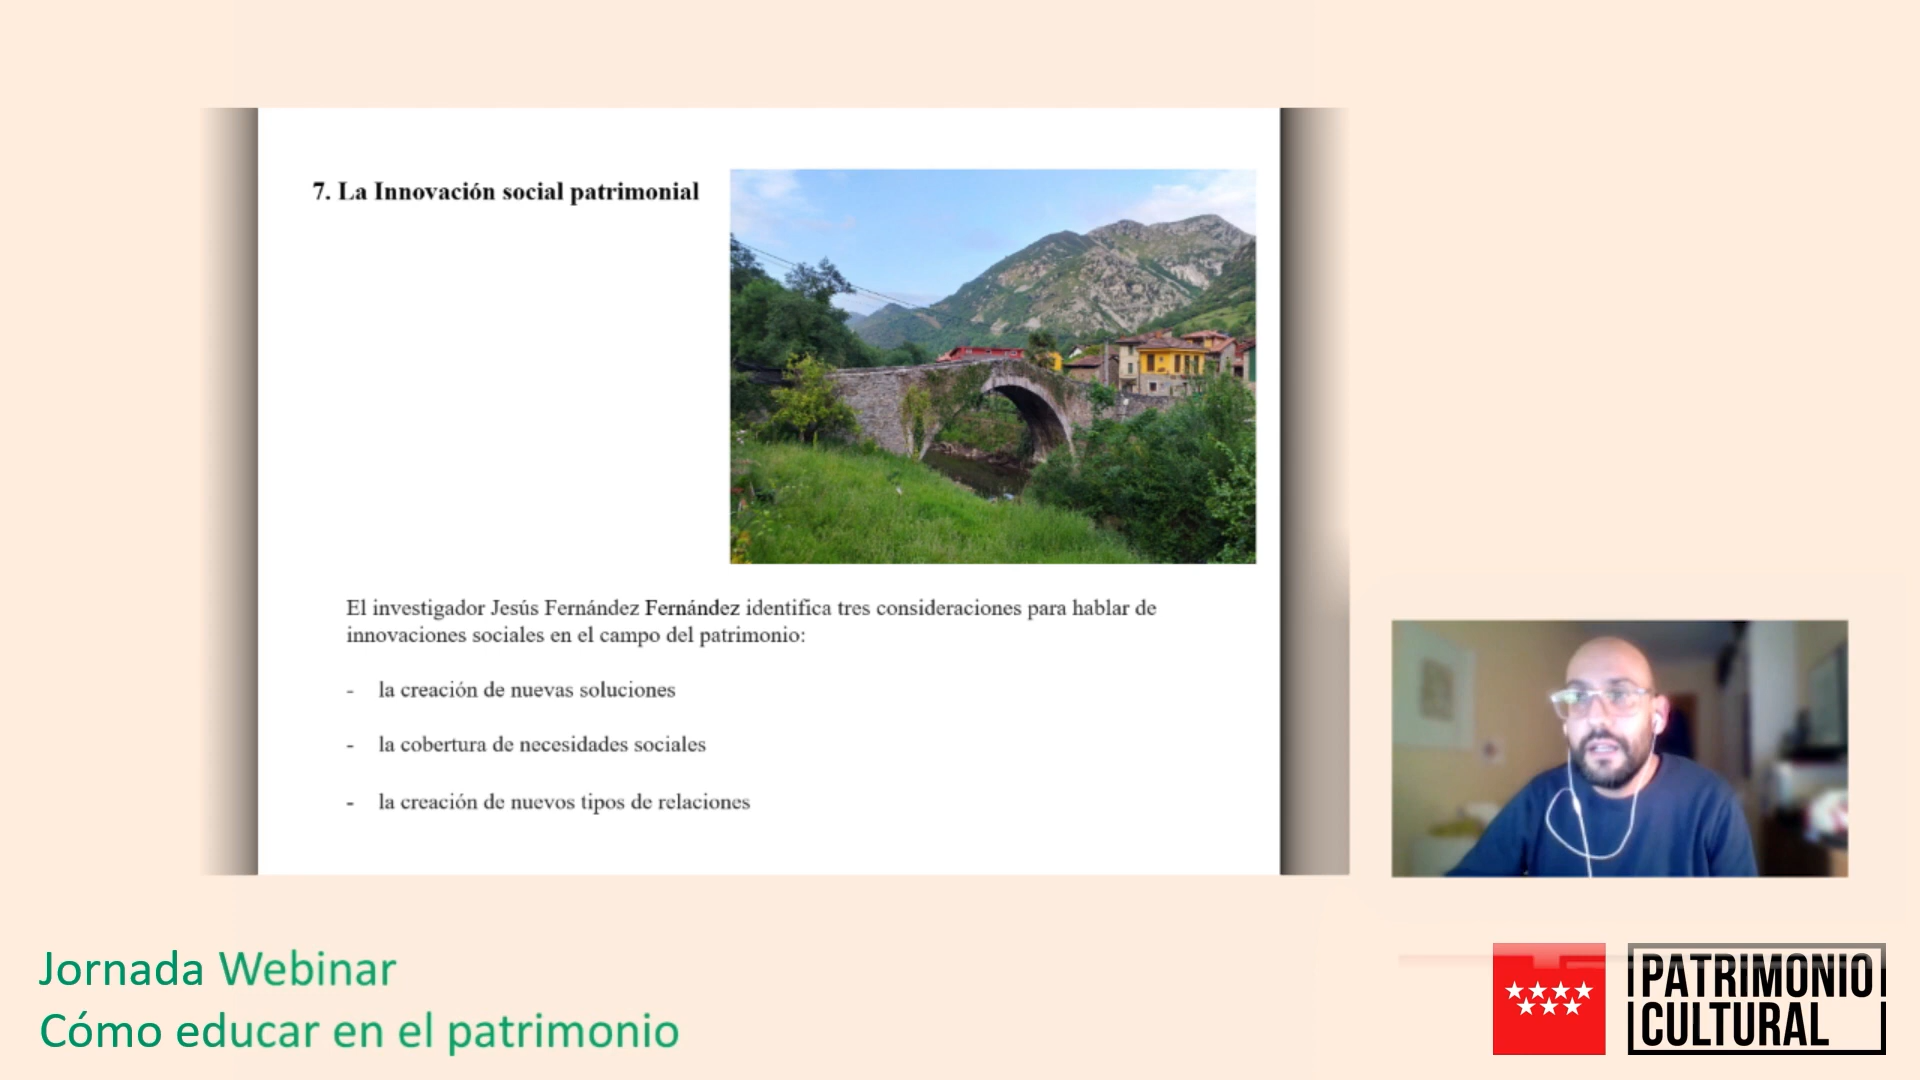 7. La Innovación social patrimonial
El investigador Jesús Fernández Fernández identifica tres consideraciones para hablar de
innovaciones sociales en el campo del patrimonio:
- la creación de nuevas soluciones
- la cobertura de necesidades sociales
- la creación de nuevos tipos de relaciones
Jornada Webinar
Cómo educar en el patrimonio
PATRIMONIO
CULTURAL